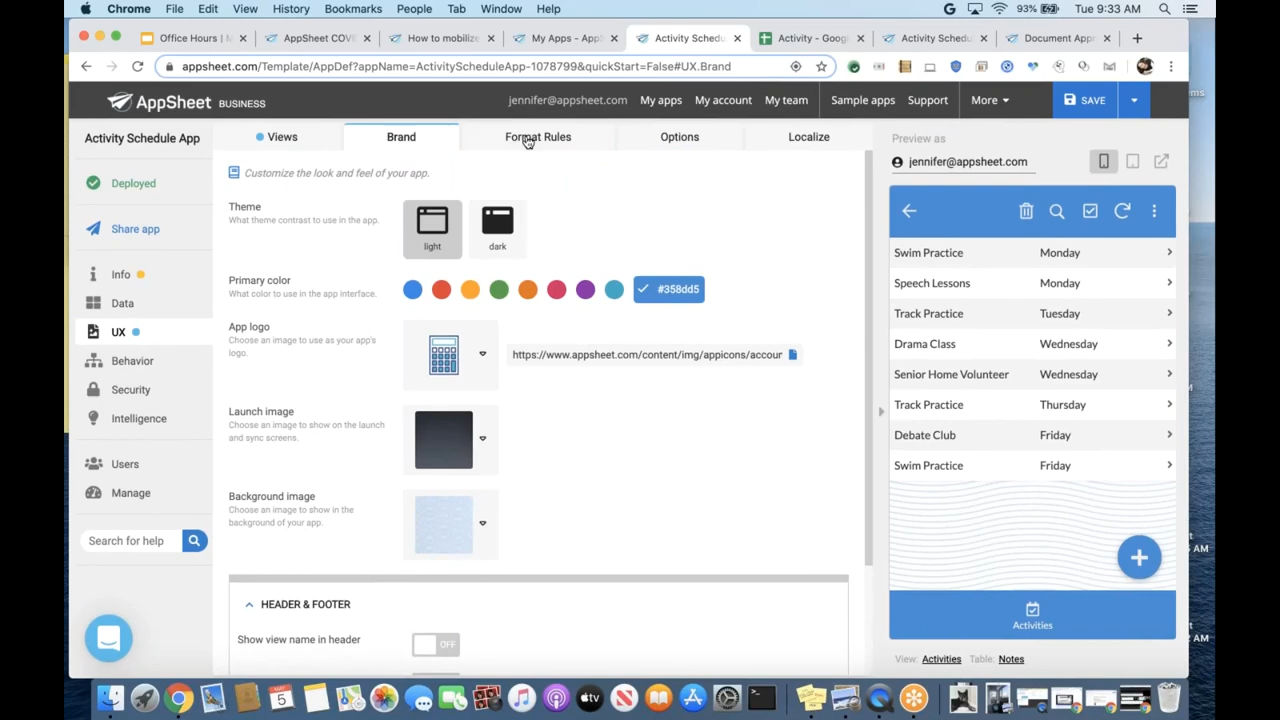 Chrome File Edit View History Bookmarks People Tab Window Help 93% Tue 9:33 AM
Office Hours | M AppSheet COVI How to mobilize My Apps - AppS Activity Schedu Activity - Goog Activity Schedu Document Appr
appsheet.com/Template/AppDef?appName=ActivityScheduleApp-1078799&quickStart=False#UX.Brand
AppSheet BUSINESS jennifer@appsheet.com My apps My account My team Sample apps Support More SAVE
Activity Schedule App
Deployed
Share app
Info
Data
UX
Behavior
Security
Intelligence
Users
Manage
Search for help
Views Brand Format Rules Options Localize
Customize the look and feel of your app.
Theme
What theme contrast to use in the app.
light dark
Primary color
What color to use in the app interface.
#358dd5
App logo
Choose an image to use as your app's
logo.
https://www.appsheet.com/content/img/appicons/accour
Launch image
Choose an image to show on the launch
and sync screens.
Background image
Choose an image to show in the
background of your app.
HEADER & FOOTER
Show view name in header OFF
Preview as
jennifer@appsheet.com
Swim Practice Monday
Speech Lessons Monday
Track Practice Tuesday
Drama Class Wednesday
Senior Home Volunteer Wednesday
Track Practice Thursday
Debate Club Friday
Swim Practice Friday
Activities
View: Activities Table: Notes
ems
AM
AM
5